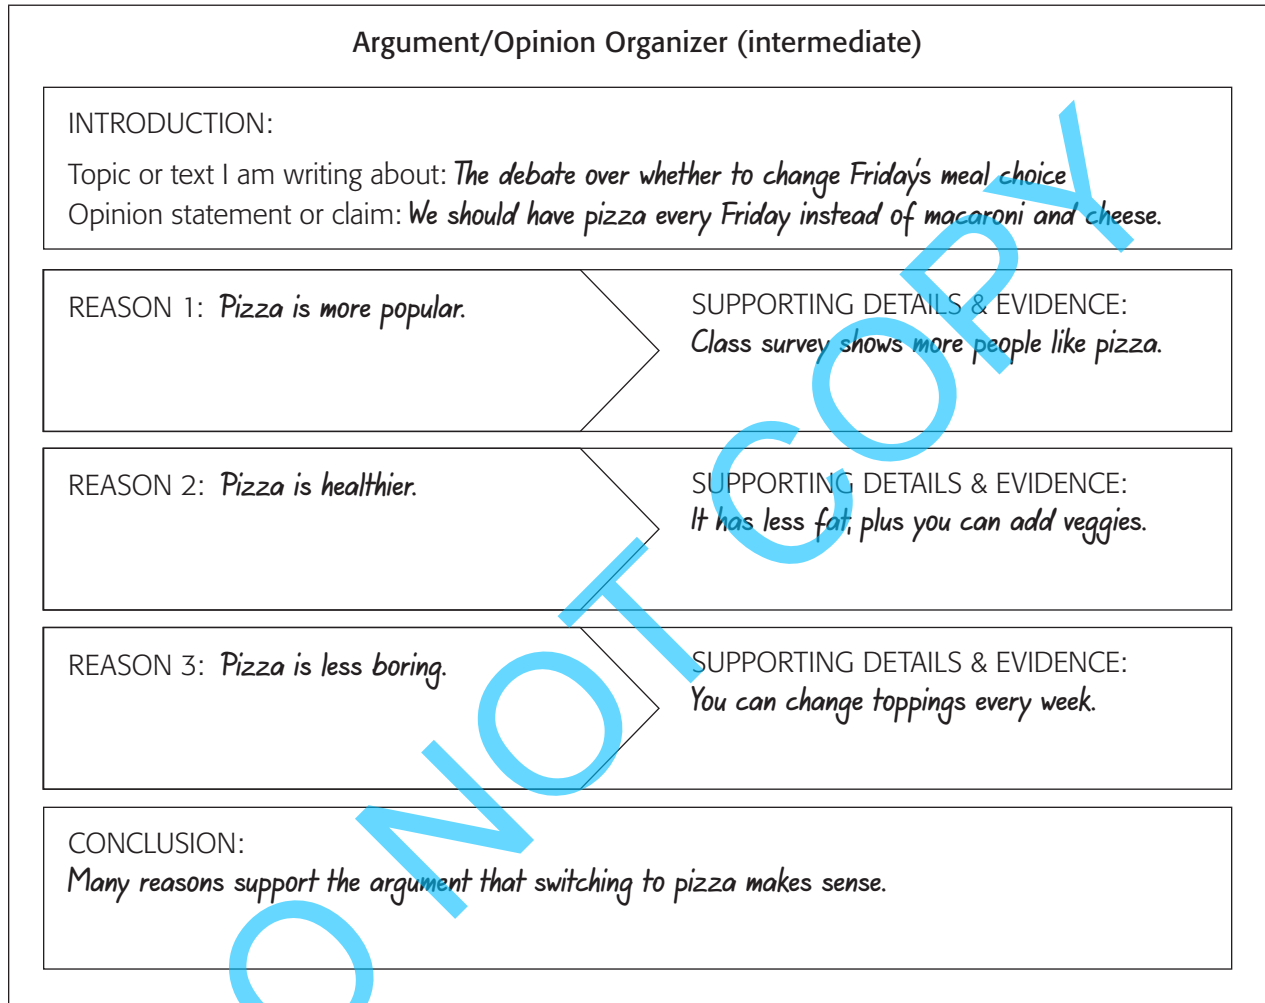 Argument/Opinion Organizer (intermediate)
INTRODUCTION:
Topic or text I am writing about: The debate over whether to change Friday's meal choice
Opinion statement or claim: We should have pizza every Friday instead of macaroni and cheese.
REASON 1: Pizza is more popular.
SUPPORTING DETAILS & EVIDENCE:
Class survey shows more people like pizza.
REASON 2: Pizza is healthier.
SUPPORTING DETAILS & EVIDENCE:
It has less fat, plus you can add veggies.
REASON 3: Pizza is less boring.
SUPPORTING DETAILS & EVIDENCE:
You can change toppings every week.
CONCLUSION:
Many reasons support the argument that switching to pizza makes sense.
O NOT COPY